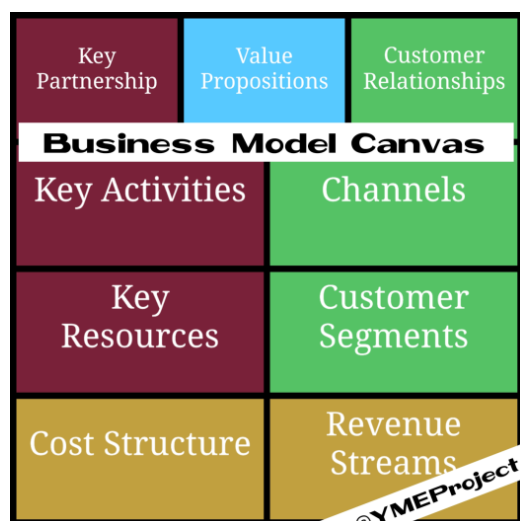 Key
Partnership
Value
Propositions
Customer
Relationships
Business Model Canvas
Key Activities
Channels
Key
Resources
Customer
Segments
Cost Structure
Revenue
Streams
@YMEProject